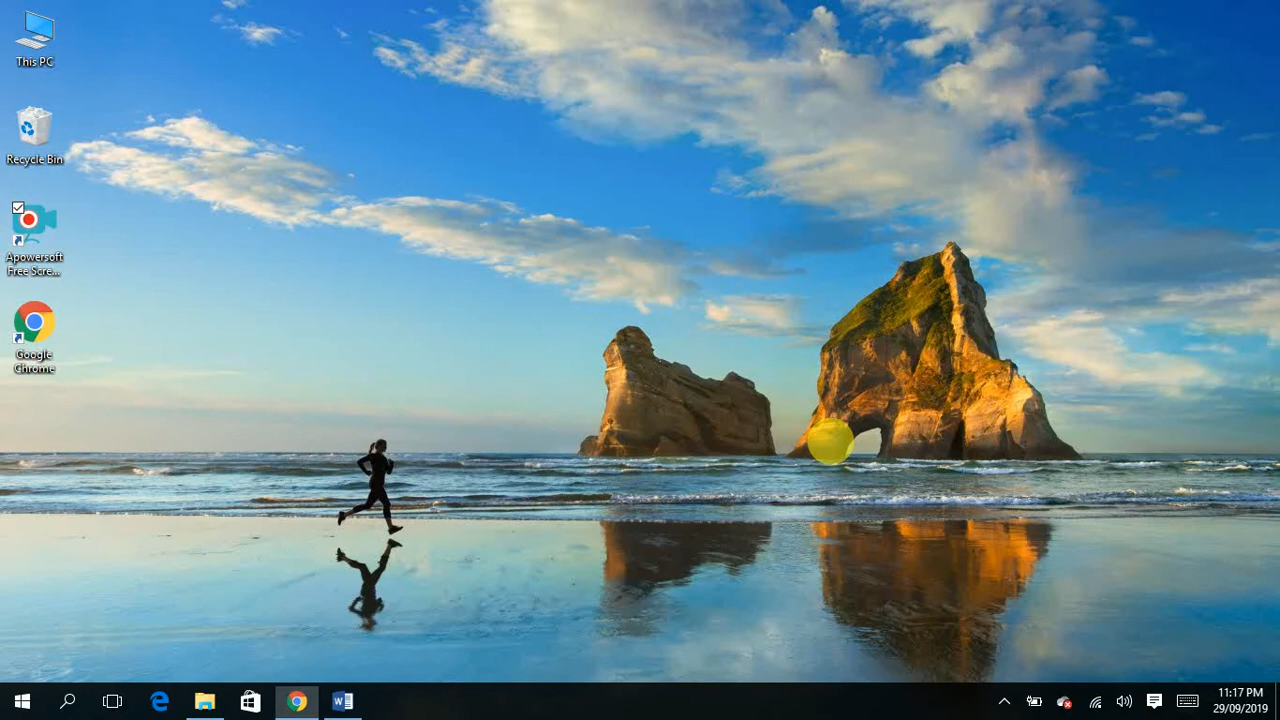 This PC
Recycle Bin
Apowersoft
Free Scre...
Google
Chrome
11:17 PM
29/09/2019